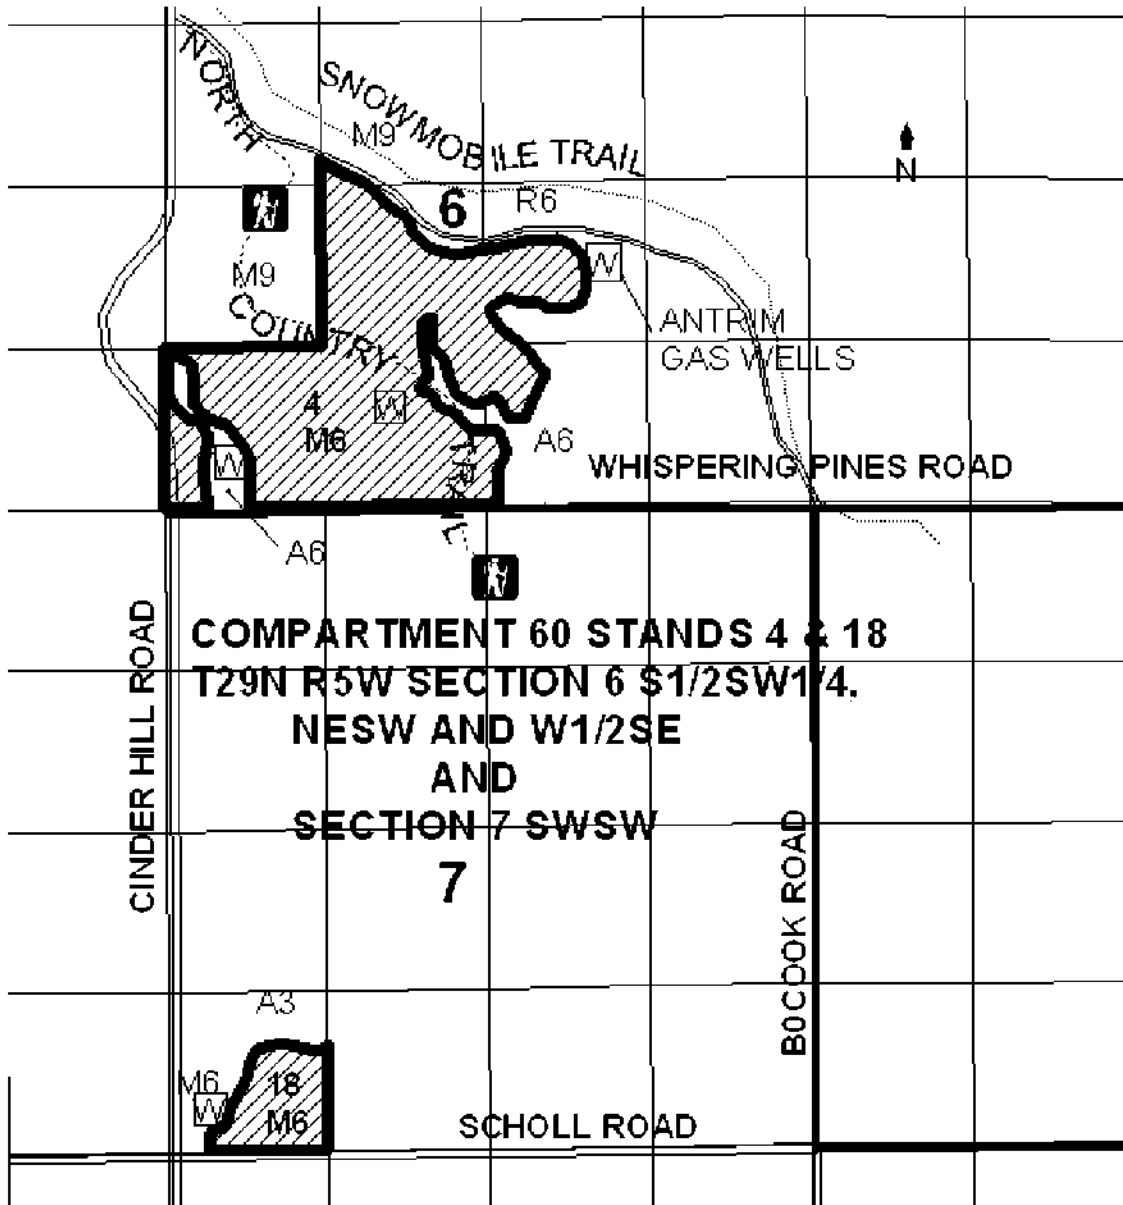 NORTH
SNOWMOBILE TRAIL
M9
N
6
R6
M9
COUNTRY
W
ANTRIM
GAS WELLS
4
W
M6
A6
TRAIL
W
WHISPERING PINES ROAD
A6
COMPARTMENT 60 STANDS 4 & 18
T29N R5W SECTION 6 S1/2SW1/4.
NESW AND W1/2SE
AND
SECTION 7 SWSW
CINDER HILL ROAD
7
BOCOOK ROAD
A3
M6
18
W
M6
SCHOLL ROAD